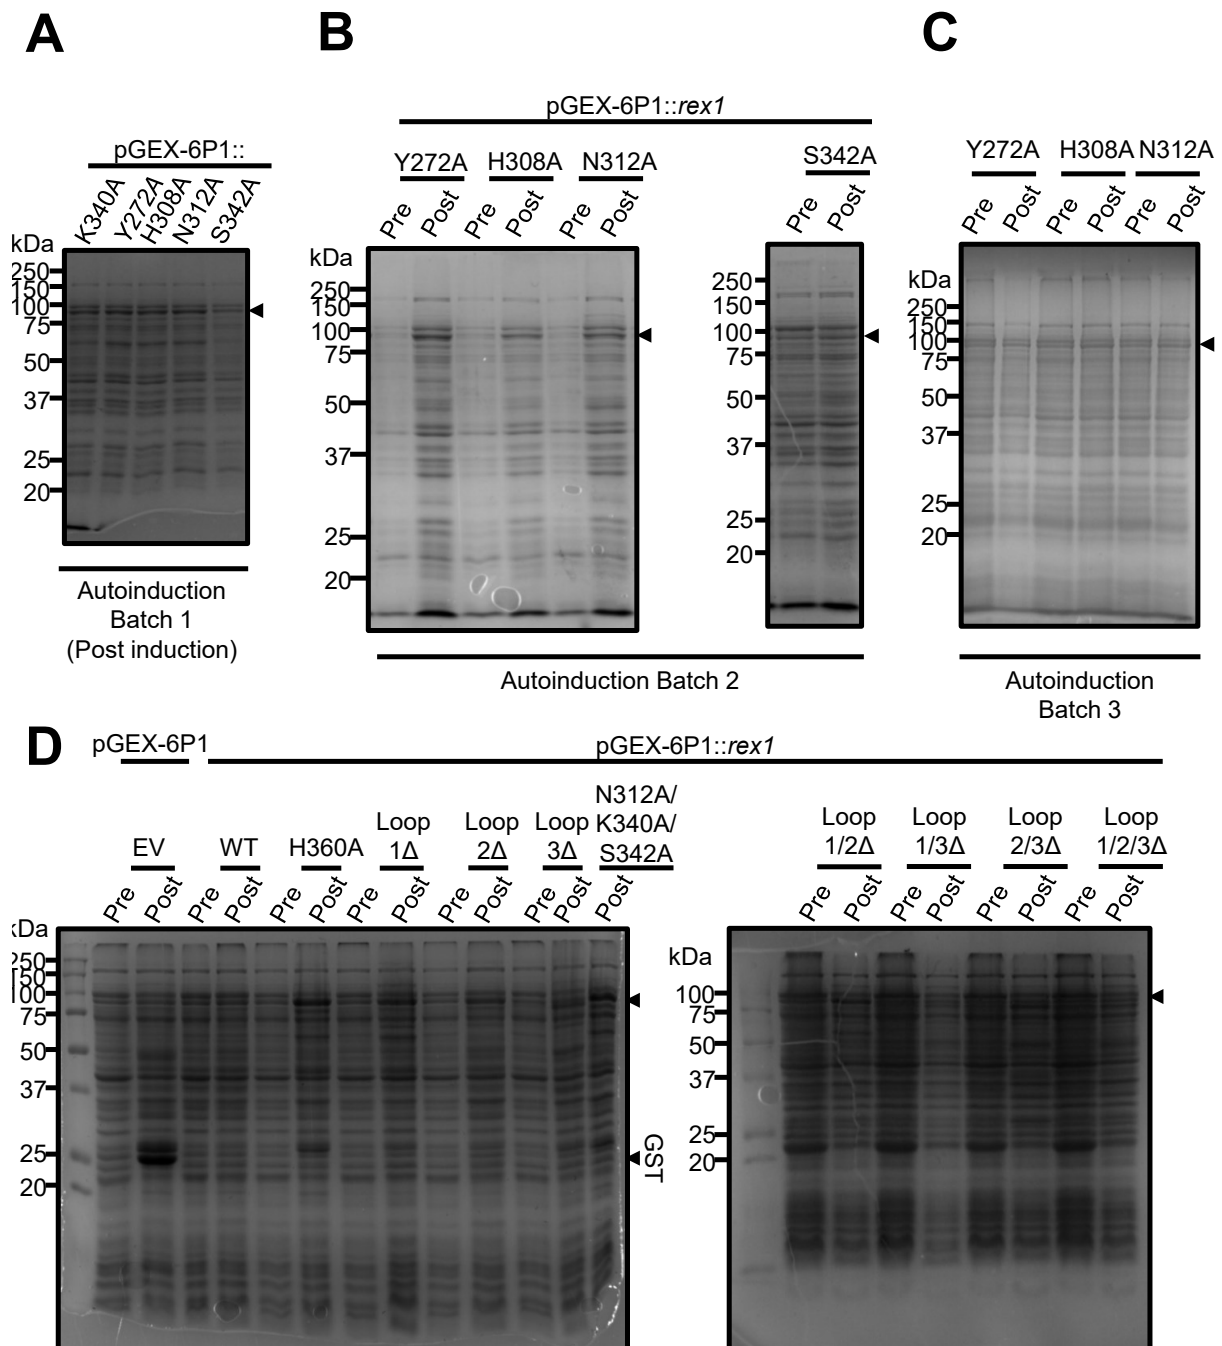 A
B
C
pGEX-6P1::
K340A
Y272A
H308A
N312A
S342A
kDa
250
150
100
75
50
37
25
20
Autoinduction
Batch 1
(Post induction)
pGEX-6P1::rex1
Y272A
H308A
N312A
S342A
Pre
Post
Pre
Post
Pre
Post
Pre
Post
kDa
250
150
100
75
50
37
25
20
250
150
100
75
50
37
25
20
Autoinduction Batch 2
Y272A
H308A
N312A
Pre
Post
Pre
Post
Pre
Post
kDa
250
150
100
75
50
37
25
20
Autoinduction
Batch 3
D
pGEX-6P1
pGEX-6P1::rex1
EV
WT
H360A
Loop
1Δ
Loop
2Δ
Loop
3Δ
N312A/
K340A/
S342A
Pre
Post
Pre
Post
Pre
Post
Pre
Post
Pre
Post
Pre
Post
Post
kDa
250
150
100
75
50
37
25
20
GST
Loop
1/2Δ
Loop
1/3Δ
Loop
2/3Δ
Loop
1/2/3Δ
Pre
Post
Pre
Post
Pre
Post
Pre
Post
kDa
100
75
50
37
25
20